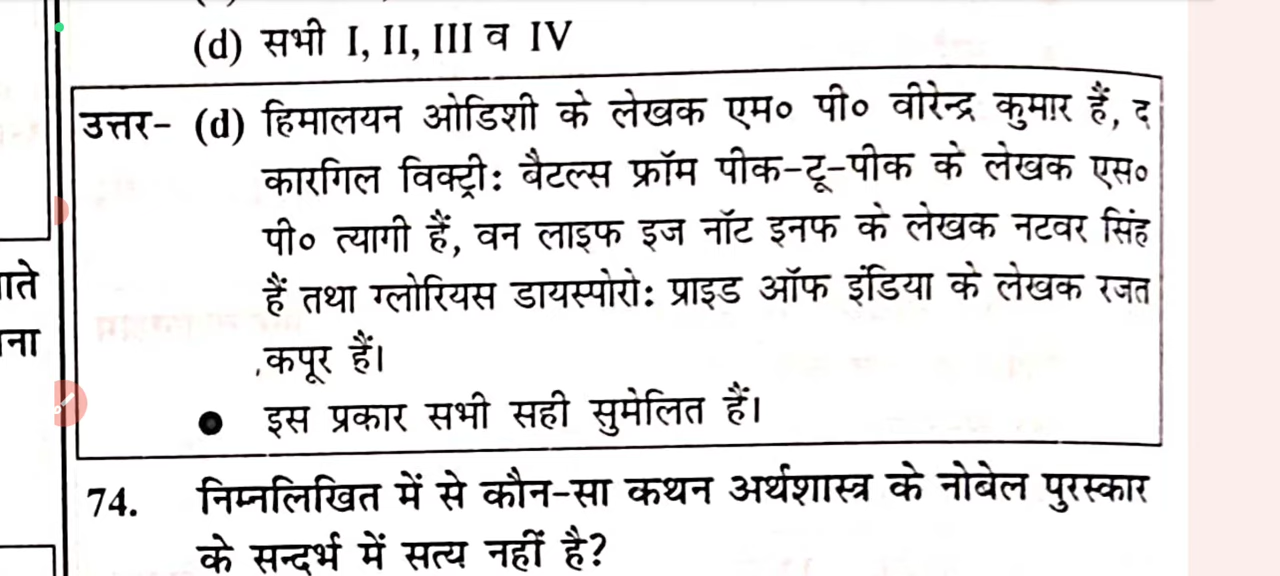 (d) सभी I, II, III व IV
उत्तर- (d) हिमालयन ओडिशी के लेखक एम० पी० वीरेन्द्र कुमार हैं, द
कारगिल विक्ट्री: बैटल्स फ्रॉम पीक-टू-पीक के लेखक एस०
पी० त्यागी हैं, वन लाइफ इज नॉट इनफ के लेखक नटवर सिंह
हैं तथा ग्लोरियस डायस्पोरो: प्राइड ऑफ इंडिया के लेखक रजत
कपूर हैं।
● इस प्रकार सभी सही सुमेलित हैं।
74. निम्नलिखित में से कौन-सा कथन अर्थशास्त्र के नोबेल पुरस्कार
के सन्दर्भ में सत्य नहीं है?